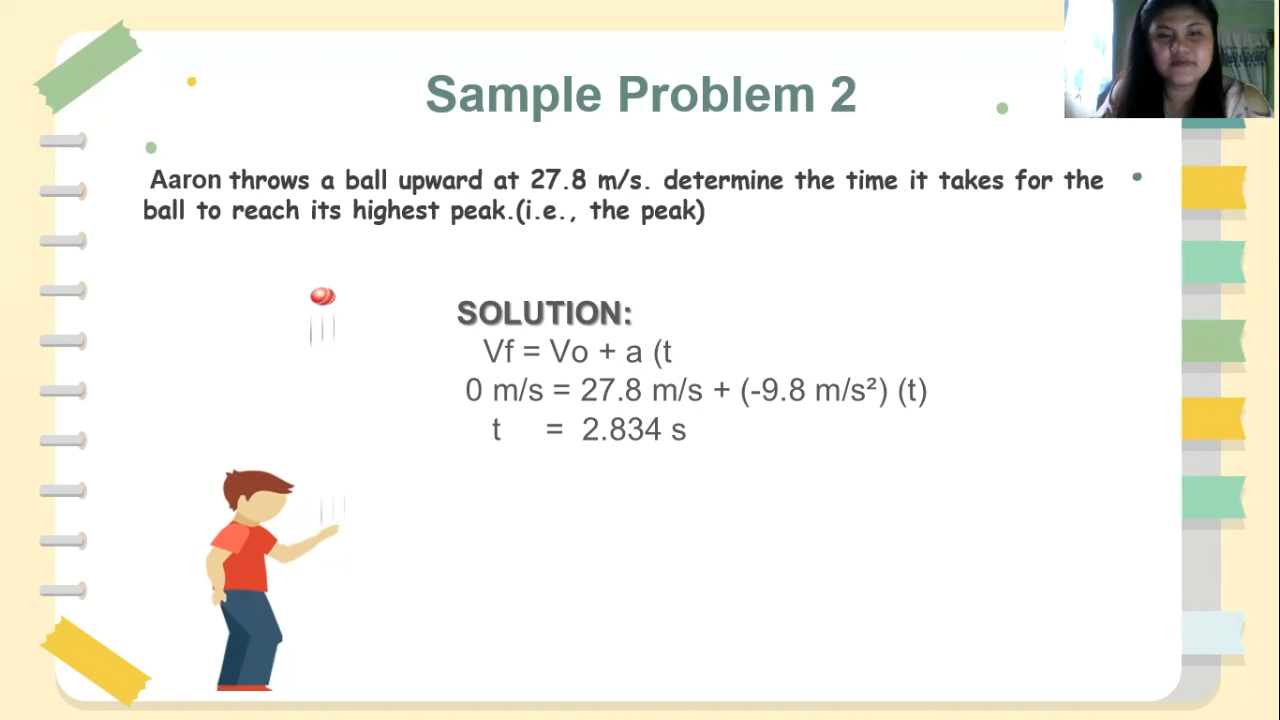 Sample Problem 2
Aaron throws a ball upward at 27.8 m/s. determine the time it takes for the
ball to reach its highest peak.(i.e., the peak)
SOLUTION:
Vf = Vo + a (t
0 m/s = 27.8 m/s + (-9.8 m/s²) (t)
t = 2.834 s